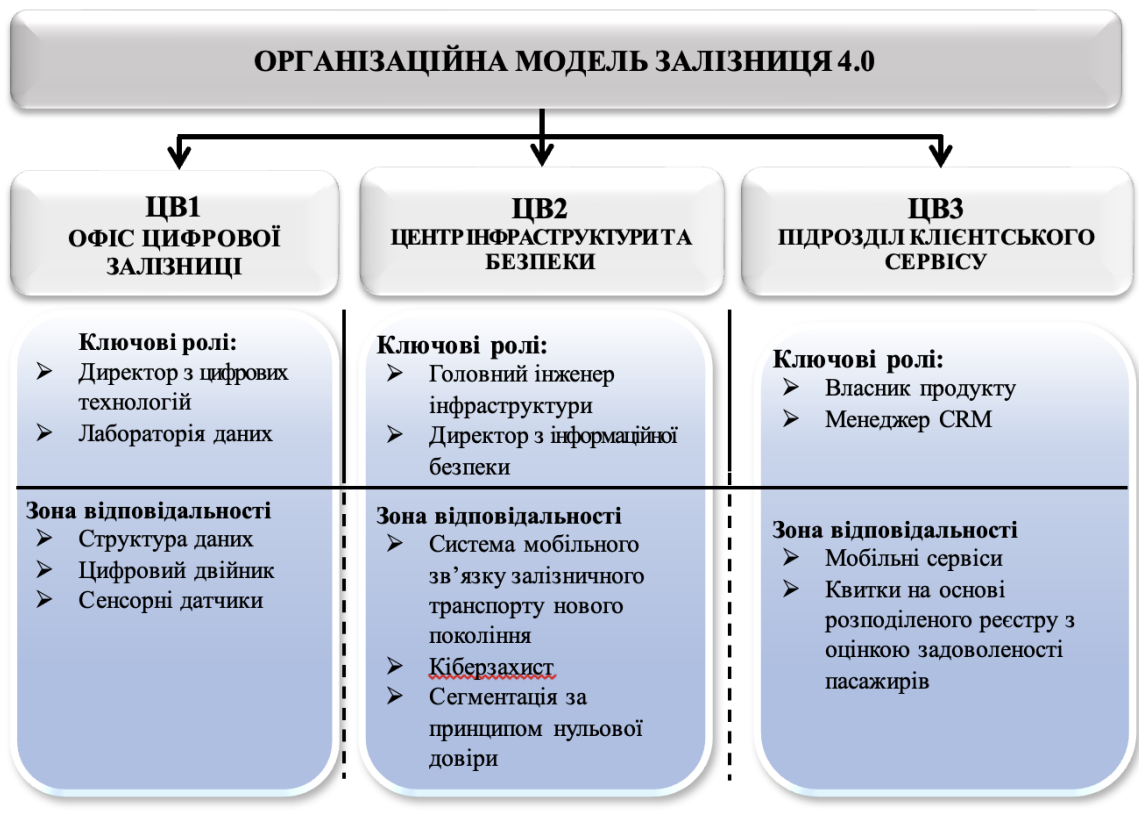 ОРГАНІЗАЦІЙНА МОДЕЛЬ ЗАЛІЗНИЦЯ 4.0
ЦВ1
ОФІС ЦИФРОВОЇ
ЗАЛІЗНИЦІ
Ключові ролі:
➢ Директор з цифрових
технологій
➢ Лабораторія даних
Зона відповідальності
➢ Структура даних
➢ Цифровий двійник
➢ Сенсорні датчики
ЦВ2
ЦЕНТР ІНФРАСТРУКТУРИ ТА
БЕЗПЕКИ
Ключові ролі:
➢ Головний інженер
інфраструктури
➢ Директор з інформаційної
безпеки
Зона відповідальності
➢ Система мобільного
зв’язку залізничного
транспорту нового
покоління
➢ Кіберзахист
➢ Сегментація за
принципом нульової
довіри
ЦВ3
ПІДРОЗДІЛ КЛІЄНТСЬКОГО
СЕРВІСУ
Ключові ролі:
➢ Власник продукту
➢ Менеджер CRM
Зона відповідальності
➢ Мобільні сервіси
➢ Квитки на основі
розподіленого реєстру з
оцінкою задоволеності
пасажирів